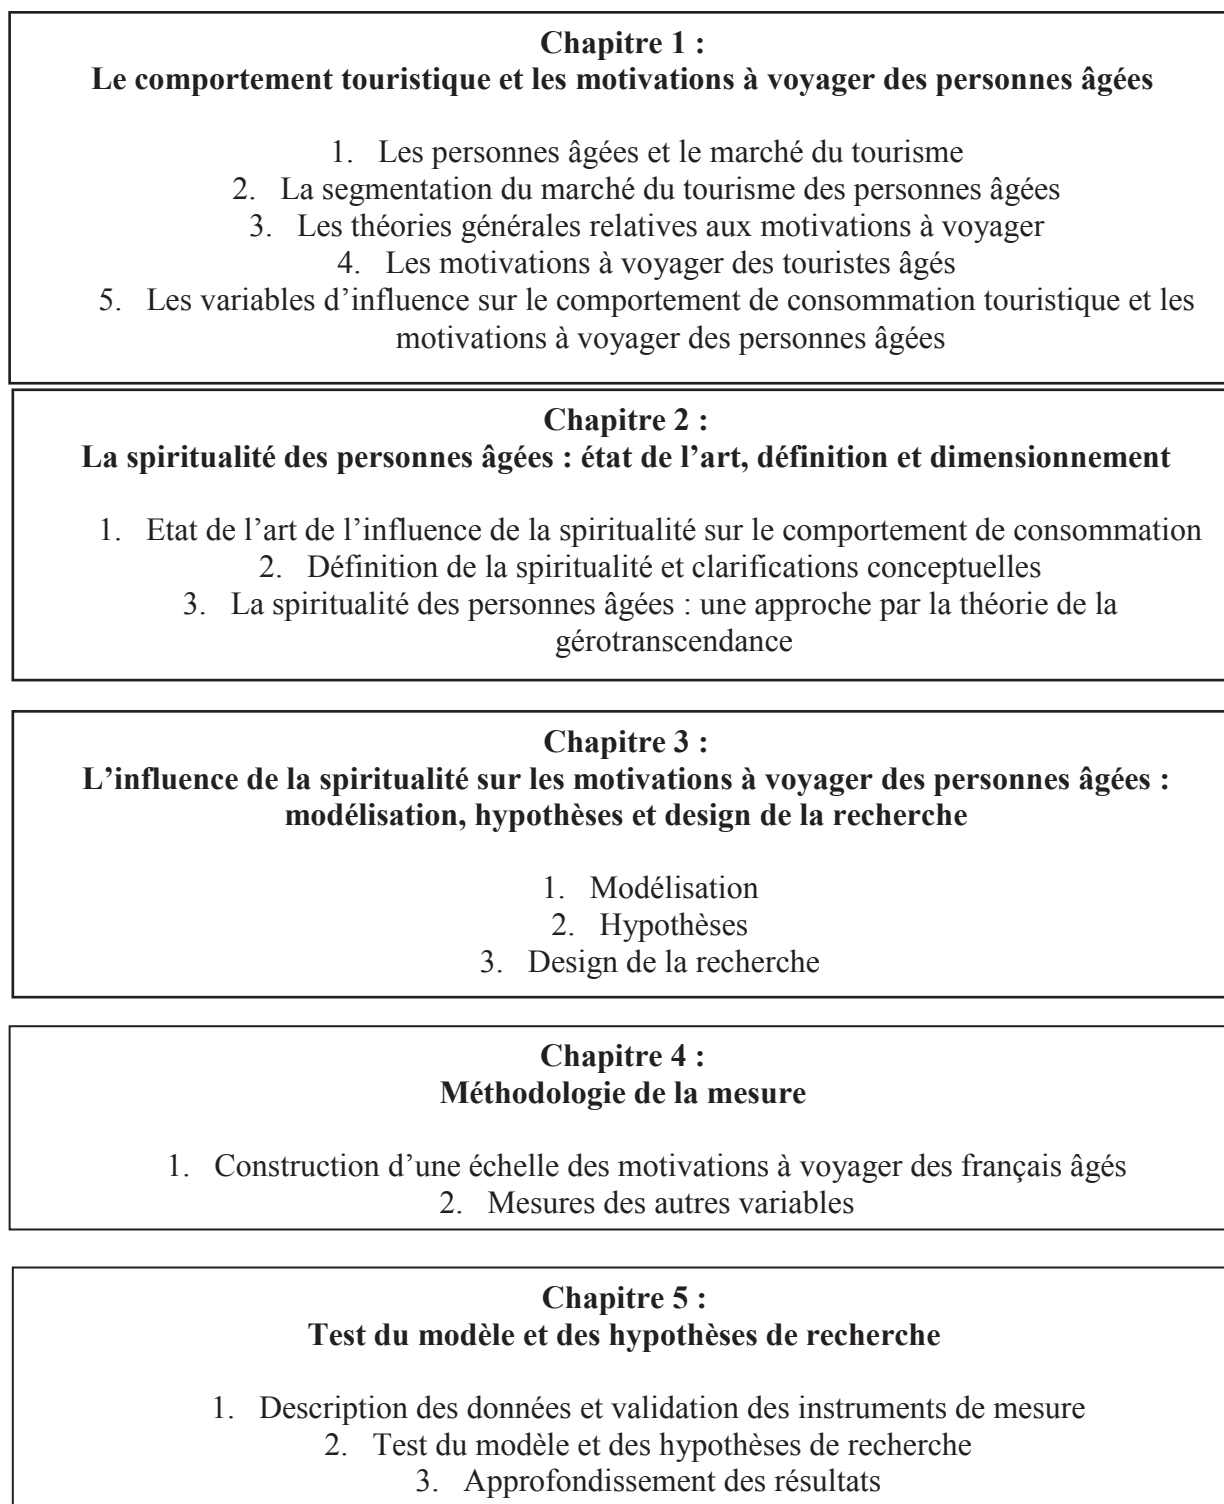 Chapitre 1 :
Le comportement touristique et les motivations à voyager des personnes âgées
1. Les personnes âgées et le marché du tourisme
2. La segmentation du marché du tourisme des personnes âgées
3. Les théories générales relatives aux motivations à voyager
4. Les motivations à voyager des touristes âgés
5. Les variables d’influence sur le comportement de consommation touristique et les
motivations à voyager des personnes âgées
Chapitre 2 :
La spiritualité des personnes âgées : état de l’art, définition et dimensionnement
1. Etat de l’art de l’influence de la spiritualité sur le comportement de consommation
2. Définition de la spiritualité et clarifications conceptuelles
3. La spiritualité des personnes âgées : une approche par la théorie de la
gérotranscendance
Chapitre 3 :
L’influence de la spiritualité sur les motivations à voyager des personnes âgées :
modélisation, hypothèses et design de la recherche
1. Modélisation
2. Hypothèses
3. Design de la recherche
Chapitre 4 :
Méthodologie de la mesure
1. Construction d’une échelle des motivations à voyager des français âgés
2. Mesures des autres variables
Chapitre 5 :
Test du modèle et des hypothèses de recherche
1. Description des données et validation des instruments de mesure
2. Test du modèle et des hypothèses de recherche
3. Approfondissement des résultats